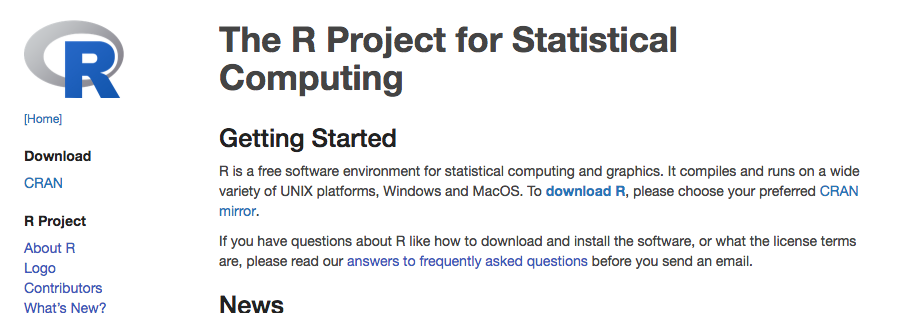 R
[Home]
Download
CRAN
R Project
About R
Logo
Contributors
What's New?
The R Project for Statistical
Computing
Getting Started
R is a free software environment for statistical computing and graphics. It compiles and runs on a wide
variety of UNIX platforms, Windows and MacOS. To download R, please choose your preferred CRAN
mirror.
If you have questions about R like how to download and install the software, or what the license terms
are, please read our answers to frequently asked questions before you send an email.
News